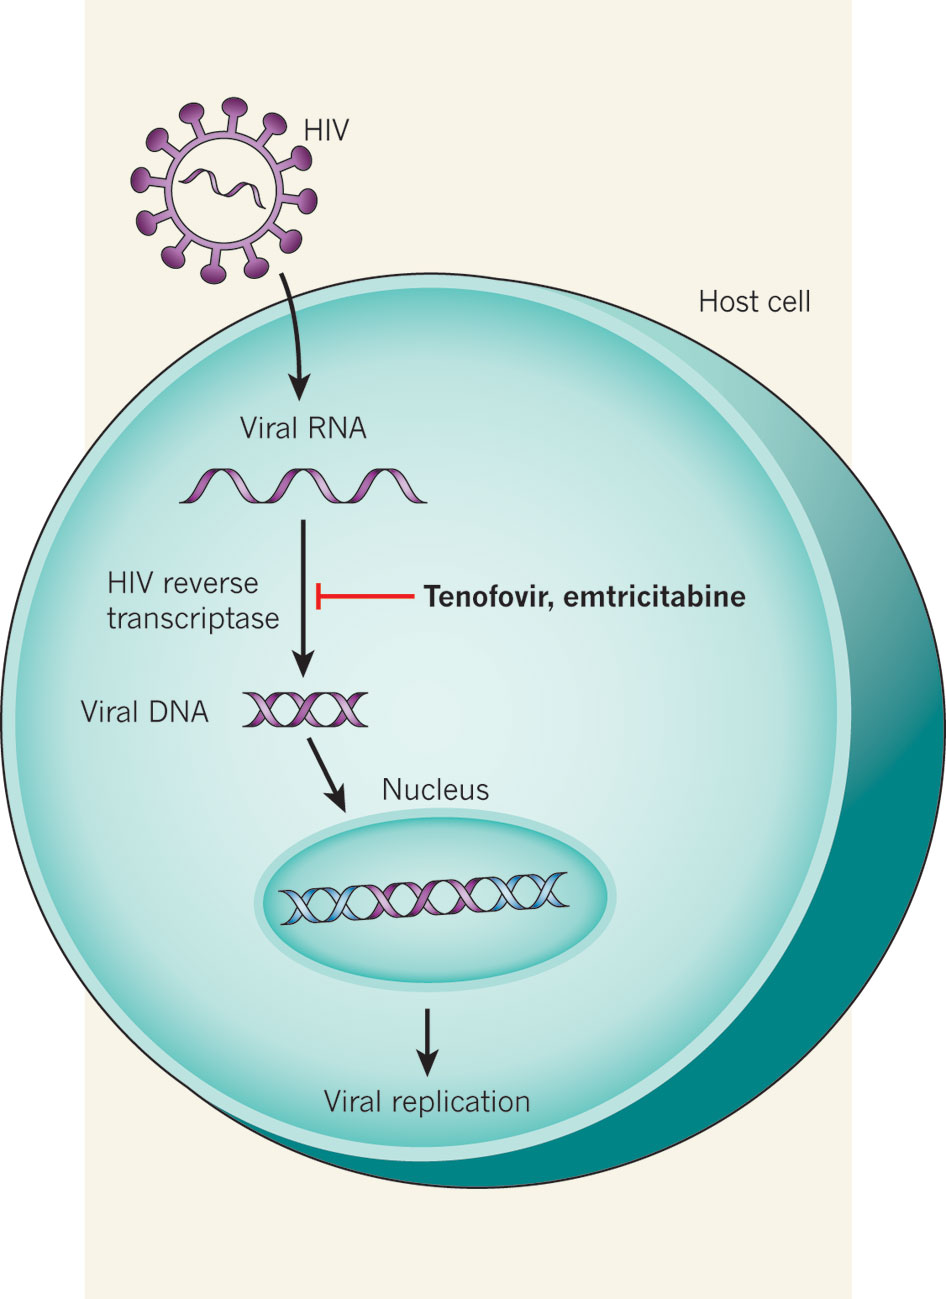 HIV
Host cell
Viral RNA
HIV reverse
transcriptase
Tenofovir, emtricitabine
Viral DNA
Nucleus
Viral replication